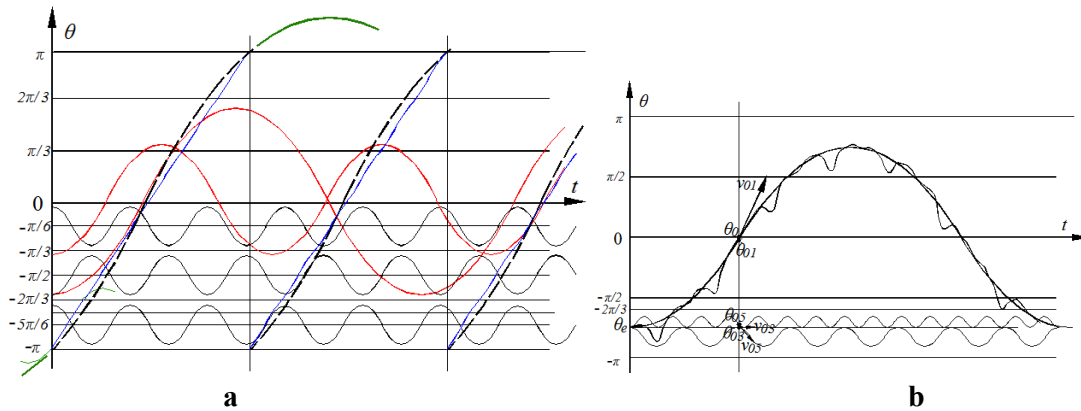 θ
π
2π/3
π/3
0
t
-π/6
-π/3
-π/2
-2π/3
-5π/6
-π
a
θ
π
π/2
v01
θ0
0
t
θ01
-π/2
-2π/3
θ05
θe
v03
θ03
v05
-π
b